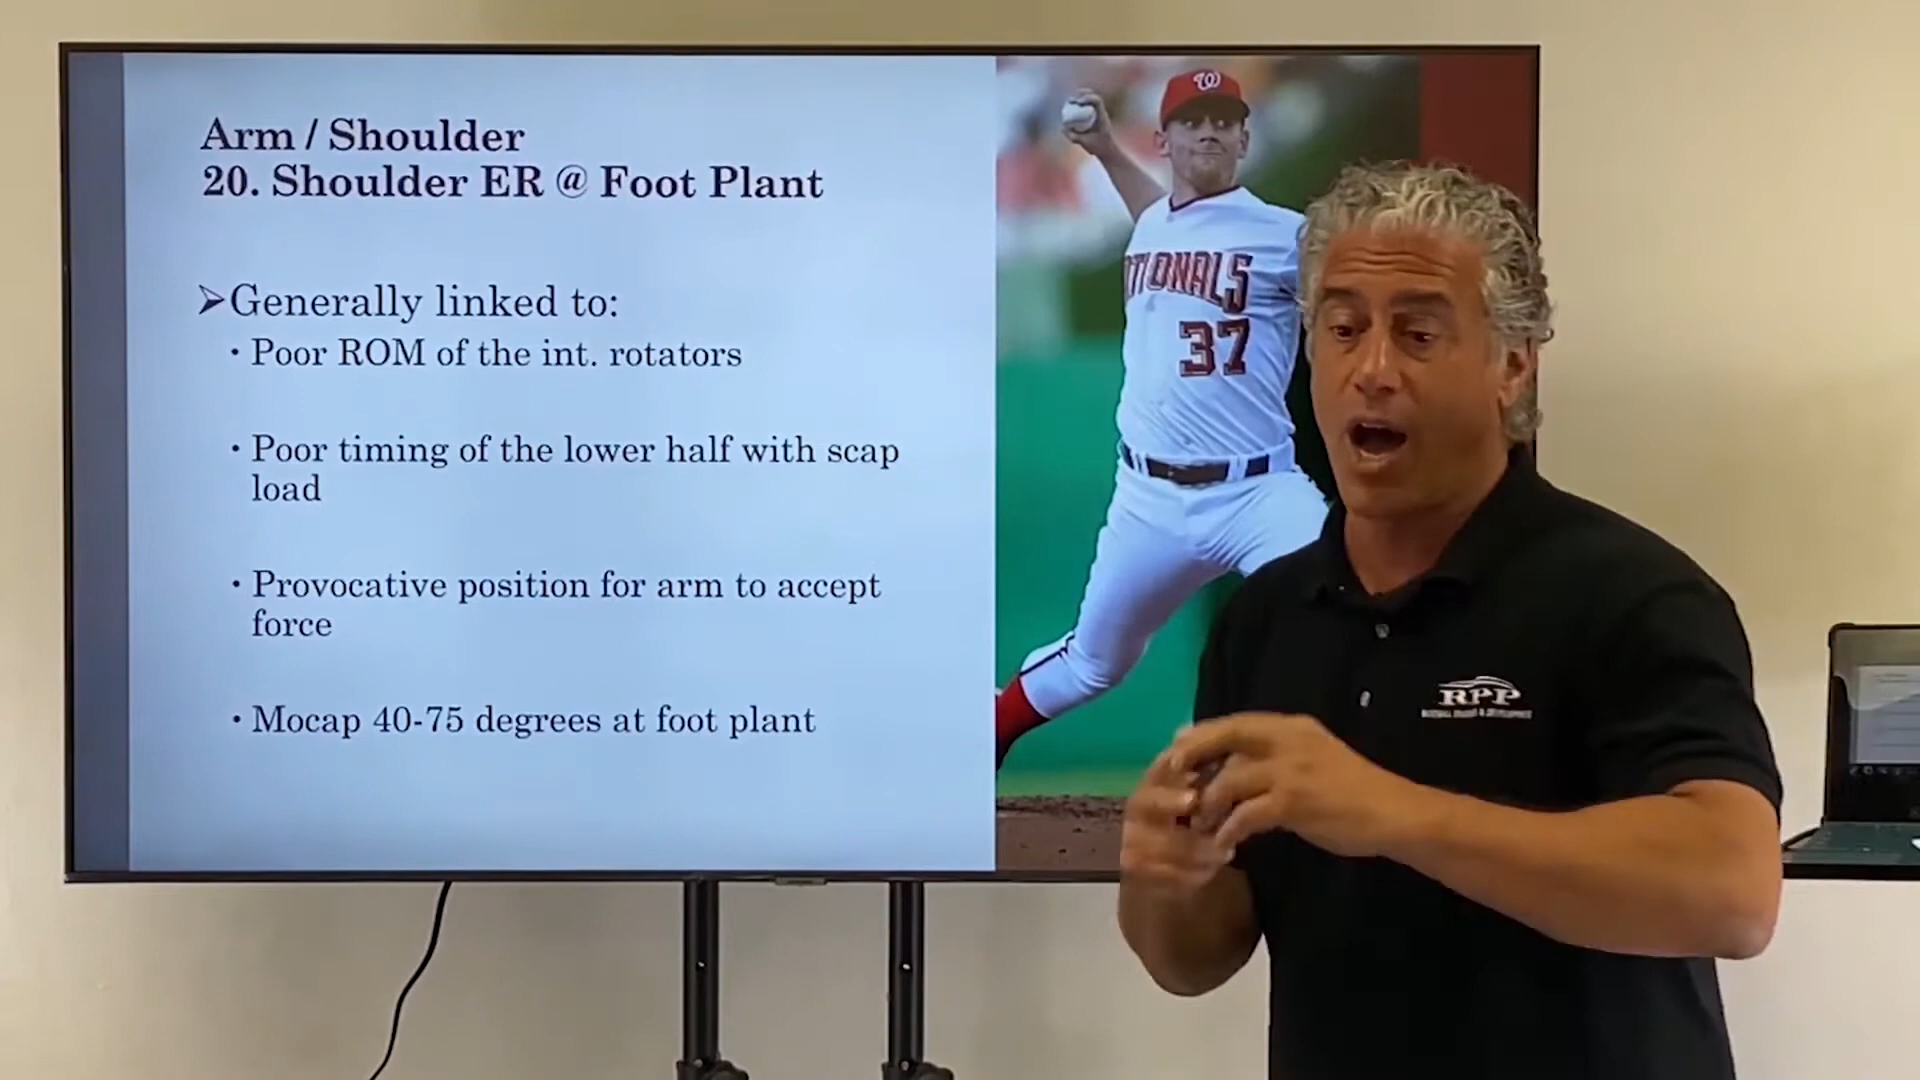 Arm / Shoulder
20. Shoulder ER @ Foot Plant
➢Generally linked to:
• Poor ROM of the int. rotators
• Poor timing of the lower half with scap
load
• Provocative position for arm to accept
force
• Mocap 40-75 degrees at foot plant
W
TIONALS
37
RPP